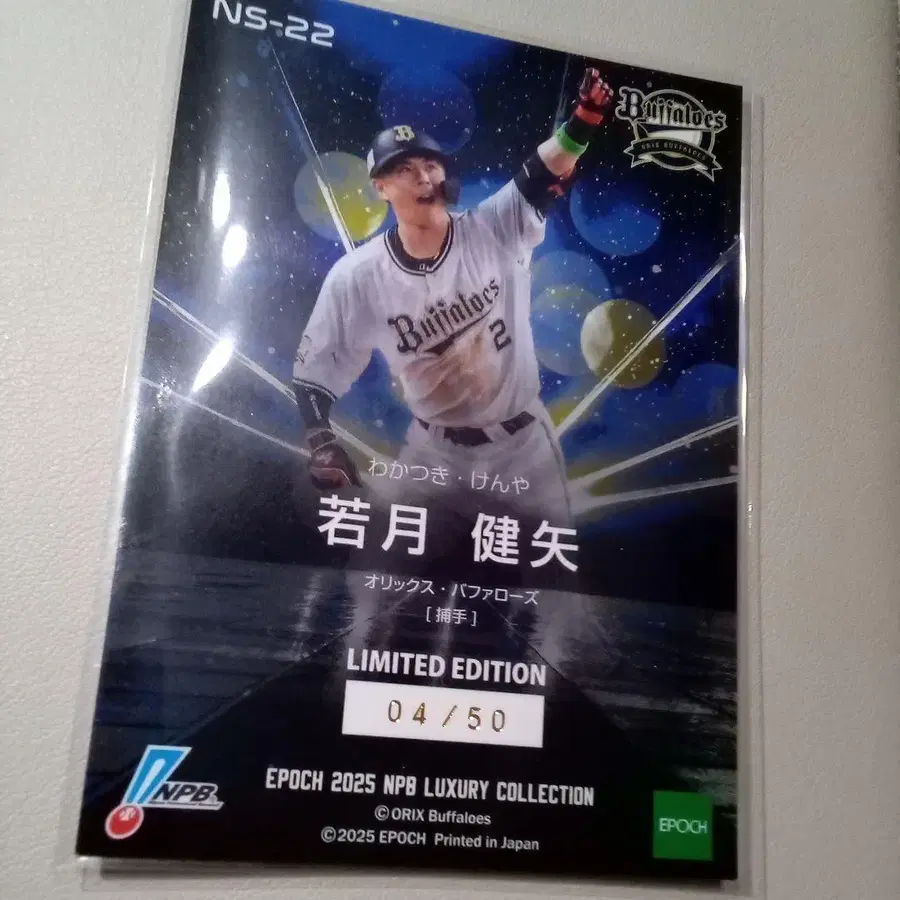 NS-22
Buffaloes
ORIX BUFFALOES
B
Buffaloes
2
わかつき・けんや
若月 健矢
オリックス・バファローズ
[捕手]
LIMITED EDITION
04/50
NPB
EPOCH 2025 NPB LUXURY COLLECTION
©ORIX Buffaloes
©2025 EPOCH Printed in Japan
EPOCH